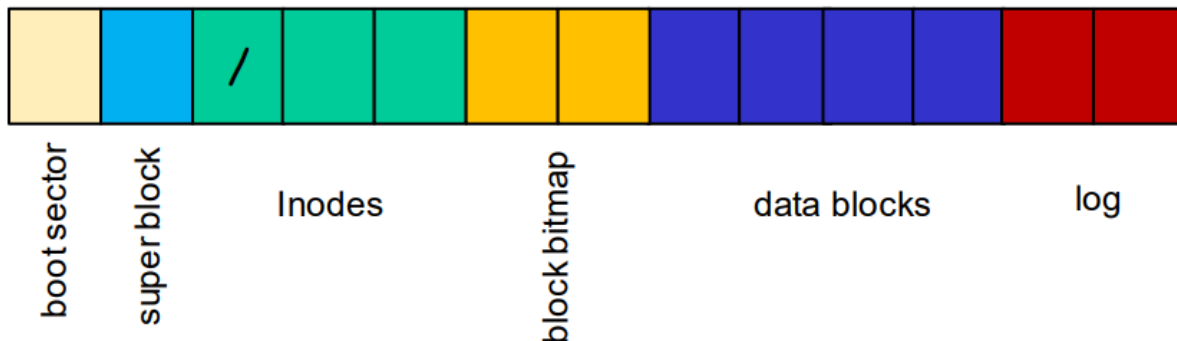 /
boot sector
super block
Inodes
block bitmap
data blocks
log